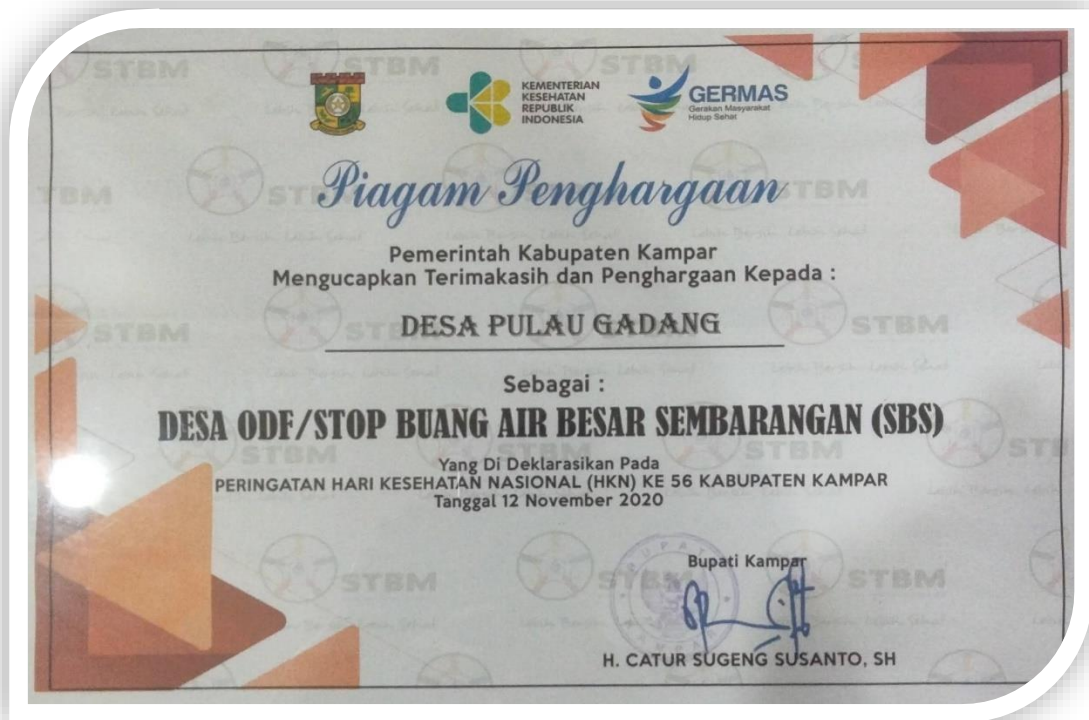 KEMENTERIAN
KESEHATAN
REPUBLIK
INDONESIA
GERMAS
Gerakan Masyarakat
Hidup Sehat
Piagam Penghargaan
Pemerintah Kabupaten Kampar
Mengucapkan Terimakasih dan Penghargaan Kepada :
DESA PULAU GADANG
Sebagai :
DESA ODF/STOP BUANG AIR BESAR SEMBARANGAN (SBS)
Yang Di Deklarasikan Pada
PERINGATAN HARI KESEHATAN NASIONAL (HKN) KE 56 KABUPATEN KAMPAR
Tanggal 12 November 2020
Bupati Kampar
H. CATUR SUGENG SUSANTO, SH